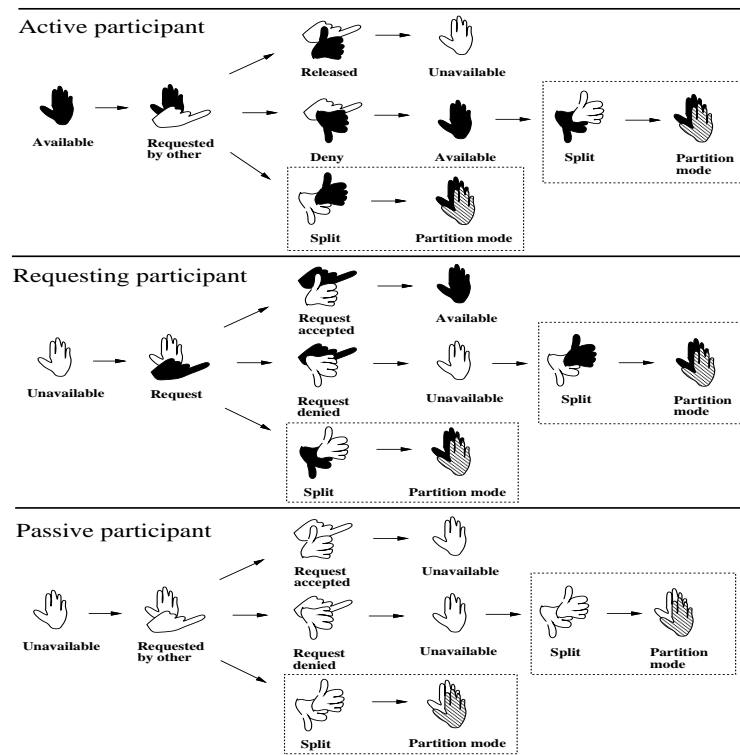 Active participant
Released
Unavailable
Available
Requested
by other
Deny
Available
Split
Partition
mode
Split
Partition mode
Requesting participant
Request
accepted
Available
Unavailable
Request
Request
denied
Unavailable
Split
Partition
mode
Split
Partition mode
Passive participant
Request
accepted
Unavailable
Unavailable
Requested
by other
Request
denied
Unavailable
Split
Partition
mode
Split
Partition mode